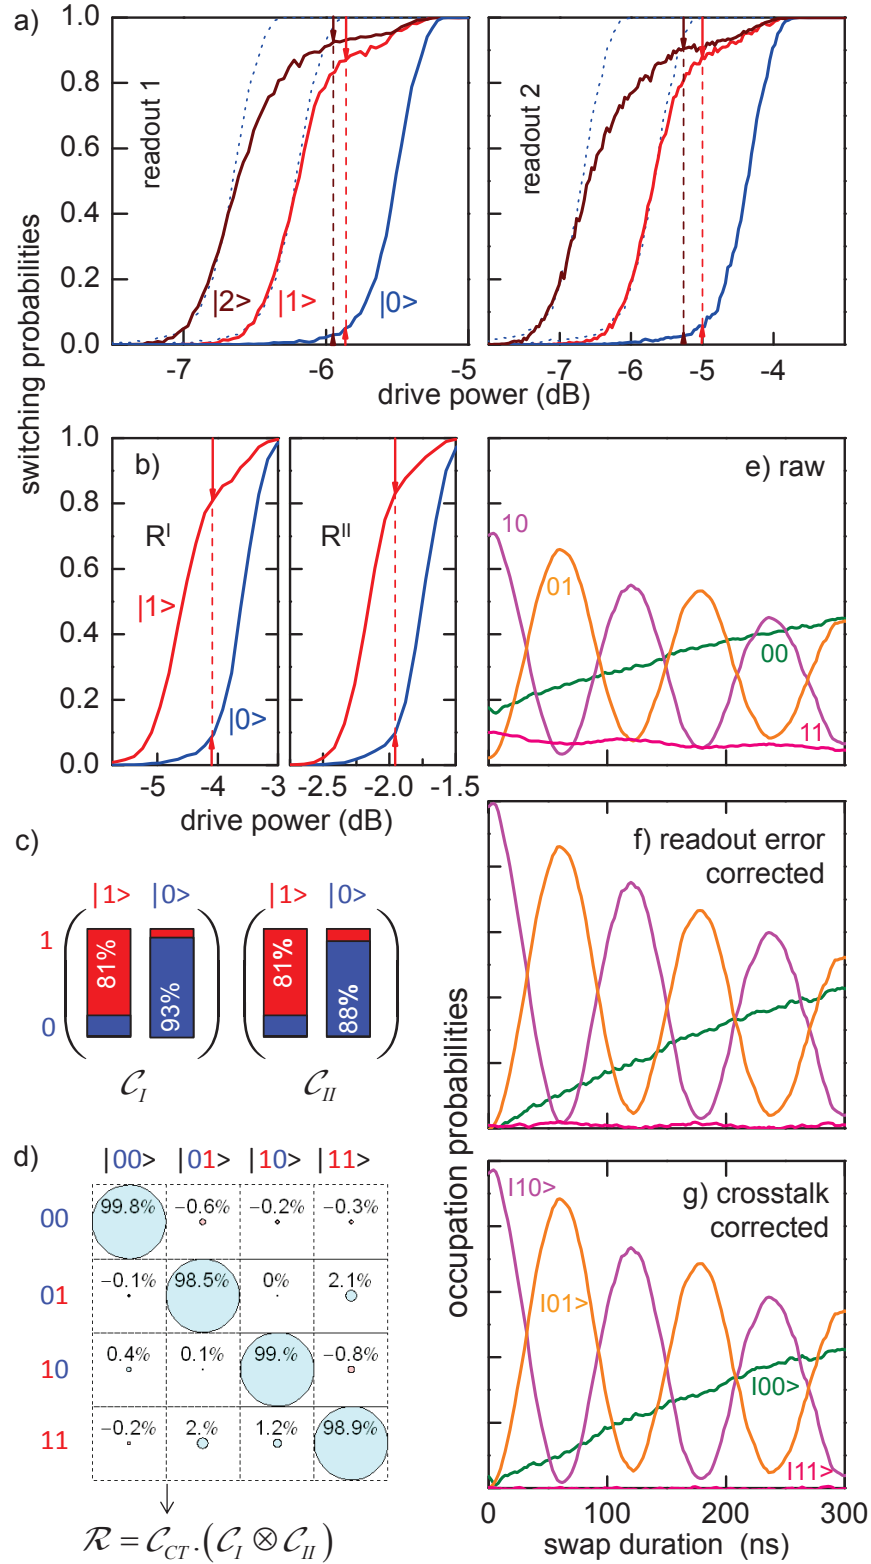 a)
switching probabilities
1.0
0.8
0.6
0.4
0.2
0.0
readout 1
|2>
|1>
|0>
-7
-6
-5
readout 2
-7
-6
-5
-4
drive power (dB)
b)
1.0
0.8
0.6
0.4
0.2
0.0
R^I
|1>
|0>
-5
-4
-3
R^II
-2.5
-2.0
-1.5
drive power (dB)
e) raw
10
01
00
11
c)
|1> |0>
|1> |0>
1
0
81%
93%
81%
88%
C_I
C_II
occupation probabilities
f) readout error
corrected
d)
|00> |01> |10> |11>
00 99.8% −0.6% −0.2% −0.3%
01 −0.1% 98.5% 0% 2.1%
10 0.4% 0.1% 99.% −0.8%
11 −0.2% 2.% 1.2% 98.9%
R = C_CT.(C_I ⊗ C_II)
g) crosstalk
corrected
|10>
|01>
|00>
|11>
0
100
200
300
swap duration (ns)